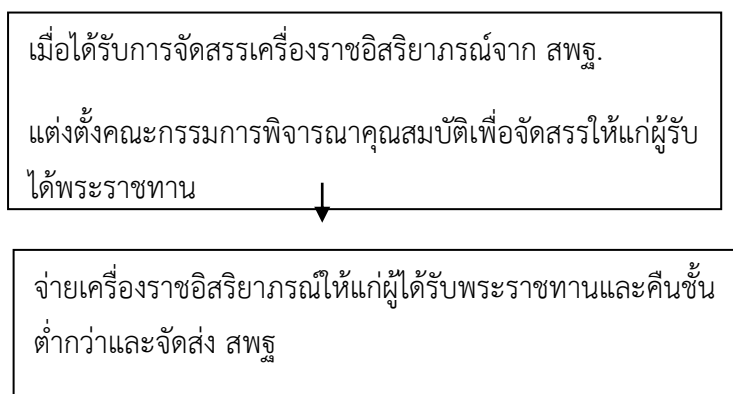 เมื่อได้รับการจัดสรรเครื่องราชอิสริยาภรณ์จาก สพฐ.
แต่งตั้งคณะกรรมการพิจารณาคุณสมบัติเพื่อจัดสรรให้แก่ผู้รับ
ได้พระราชทาน
จ่ายเครื่องราชอิสริยาภรณ์ให้แก่ผู้ได้รับพระราชทานและคืนชั้น
ต่ำกว่าและจัดส่ง สพฐ